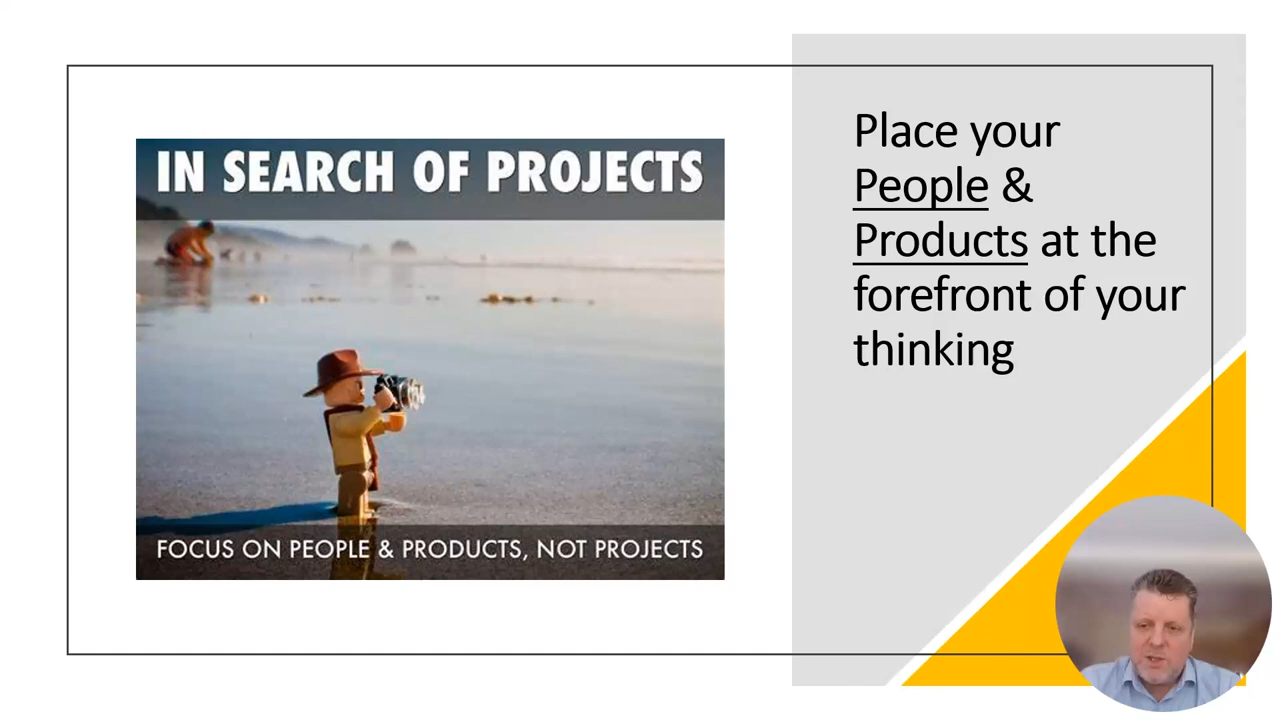 IN SEARCH OF PROJECTS
FOCUS ON PEOPLE & PRODUCTS, NOT PROJECTS
Place your
People &
Products at the
forefront of your
thinking